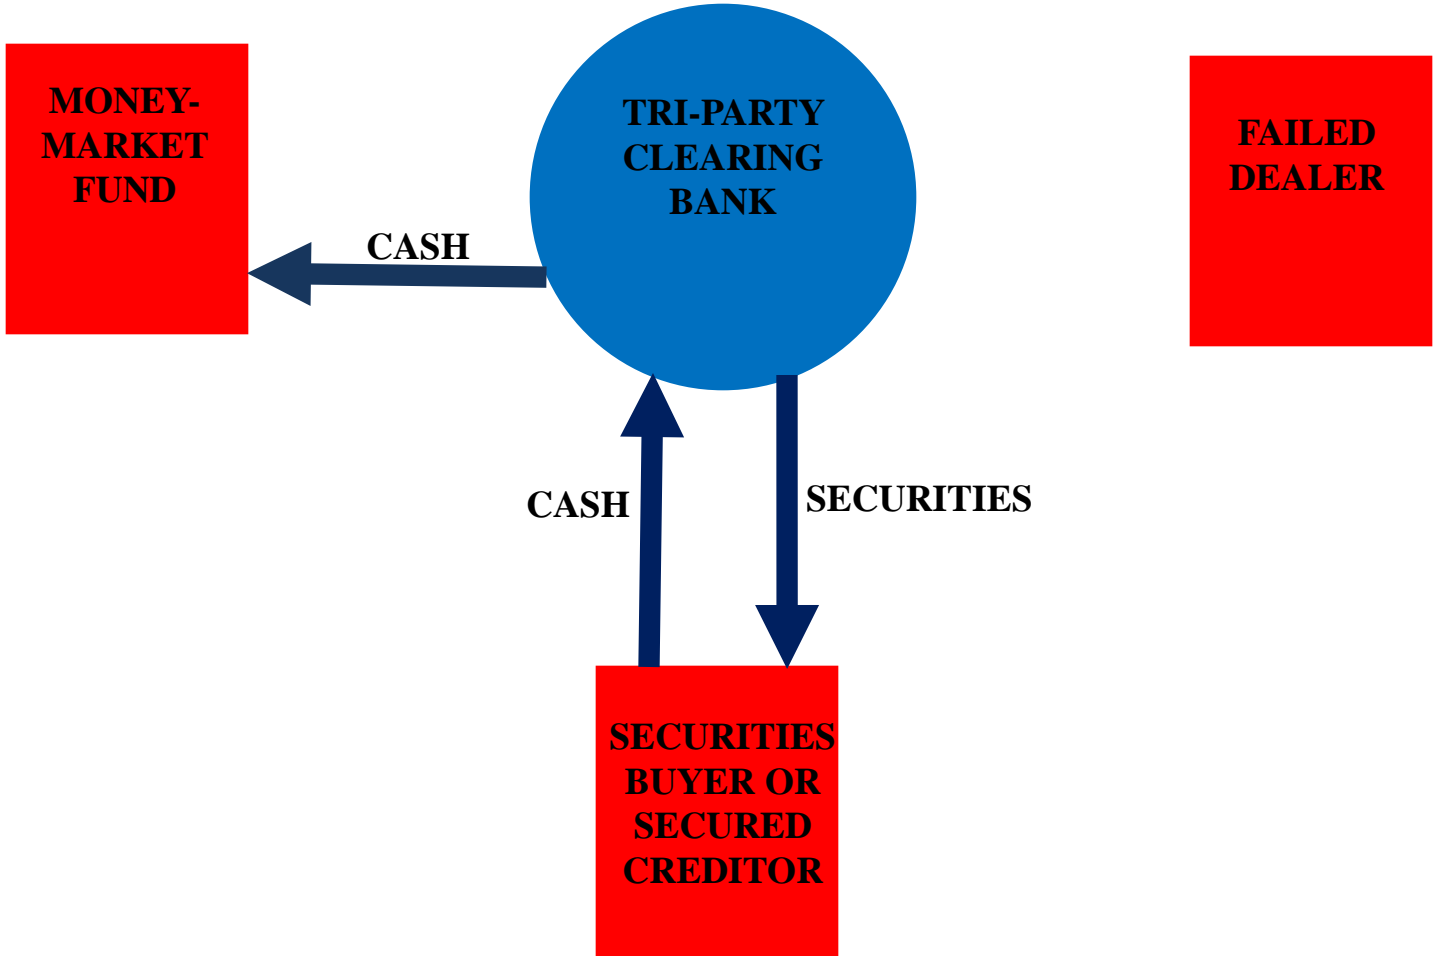 MONEY-
MARKET
FUND
TRI-PARTY
CLEARING
BANK
FAILED
DEALER
CASH
CASH
SECURITIES
SECURITIES
BUYER OR
SECURED
CREDITOR